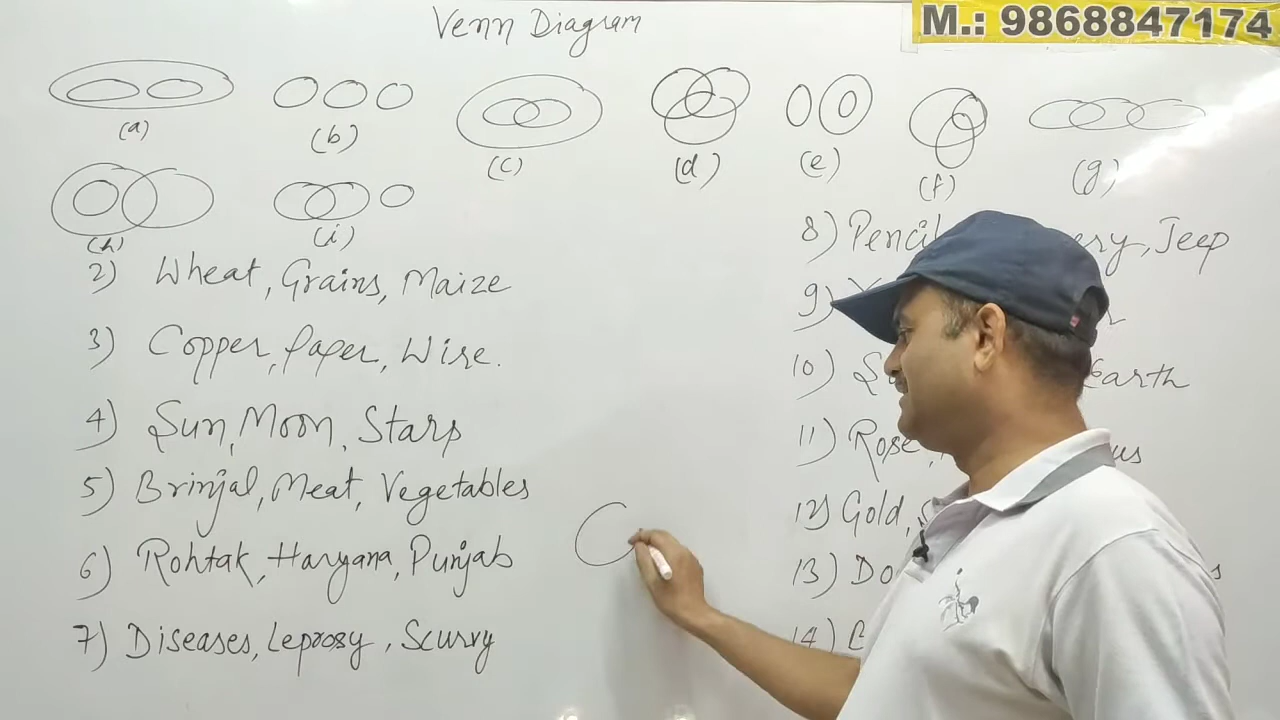 Venn Diagram
M.: 9868847174
(a) (b) (c) (d) (e) (f) (g)
(h) (i)
2) Wheat, Grains, Maize
3) Copper, Paper, Wire.
4) Sun, Moon, Stars
5) Brinjal, Meat, Vegetables
6) Rohtak, Haryana, Punjab
7) Diseases, Leprosy, Scurvy
8) Jeep
9)
10) Earth
11) Rose,
12) Gold,
13)
14)